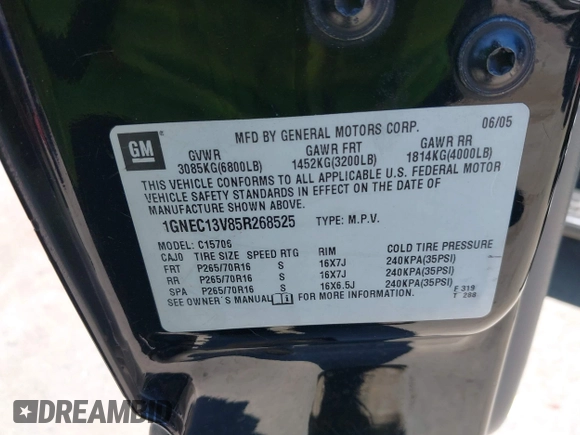 GM
MFD BY GENERAL MOTORS CORP. 06/05
GVWR GAWR FRT GAWR RR
3085KG(6800LB) 1452KG(3200LB) 1814KG(4000LB)
THIS VEHICLE CONFORMS TO ALL APPLICABLE U.S. FEDERAL MOTOR
VEHICLE SAFETY STANDARDS IN EFFECT ON THE DATE OF
MANUFACTURE SHOWN ABOVE.
1GNEC13V85R268525 TYPE: M.P.V.
MODEL: C15706
CAJO TIRE SIZE SPEED RTG RIM COLD TIRE PRESSURE
FRT P265/70R16 S 16X7J 240KPA(35PSI)
RR P265/70R16 S 16X7J 240KPA(35PSI)
SPA P265/70R16 S 16X6.5J 240KPA(35PSI)
SEE OWNER'S MANUAL i FOR MORE INFORMATION.
F 319
T 288
DREAMBID